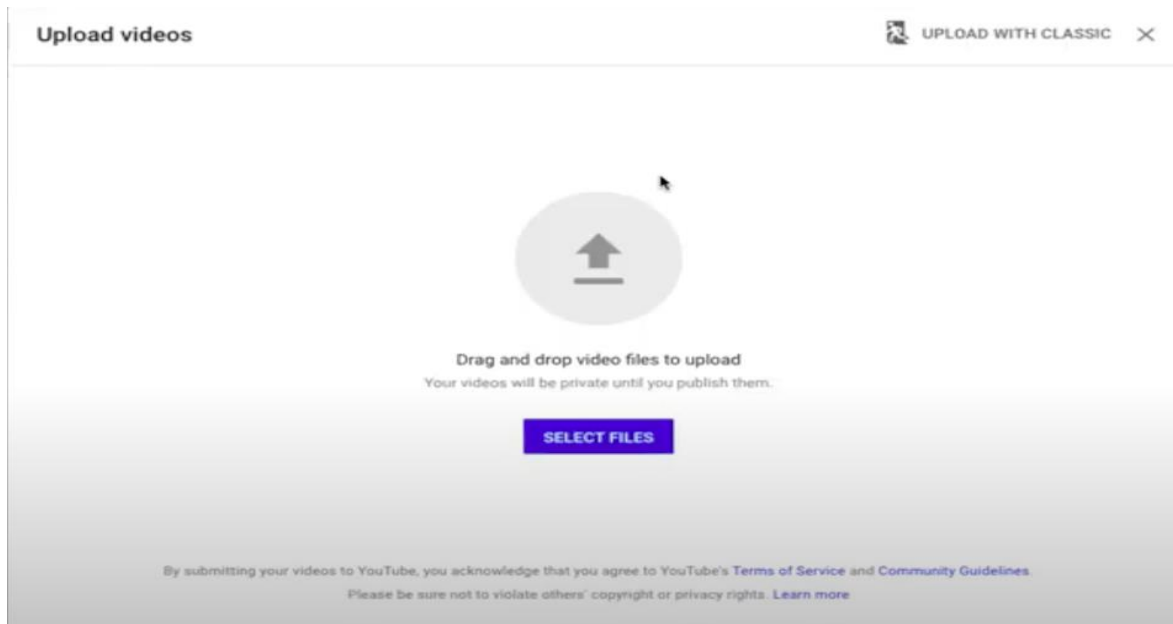 Upload videos
UPLOAD WITH CLASSIC
Drag and drop video files to upload
Your videos will be private until you publish them.
SELECT FILES
By submitting your videos to YouTube, you acknowledge that you agree to YouTube's Terms of Service and Community Guidelines.
Please be sure not to violate others' copyright or privacy rights. Learn more